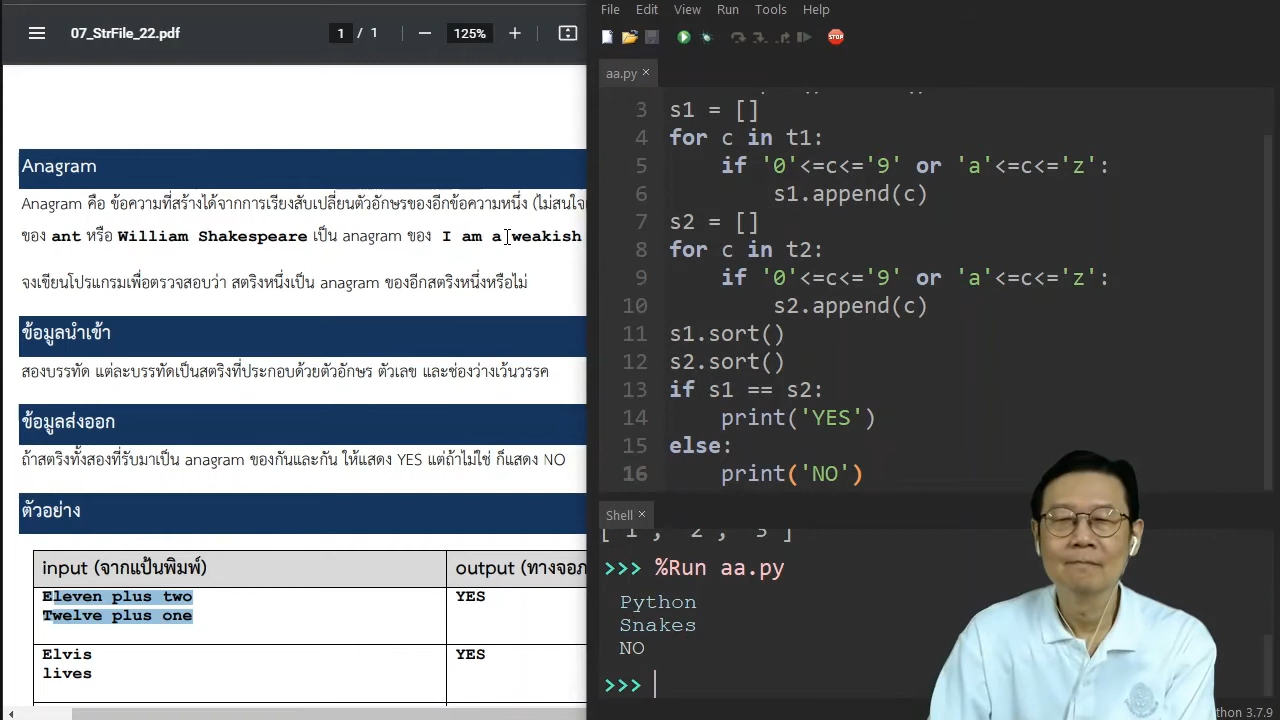 07_StrFile_22.pdf
1 / 1
125%
Anagram
Anagram คือ ข้อความที่สร้างได้จากการเรียงสับเปลี่ยนตัวอักษรของอีกข้อความหนึ่ง (ไม่สนใจ
ของ ant หรือ William Shakespeare เป็น anagram ของ I am a weakish
จงเขียนโปรแกรมเพื่อตรวจสอบว่า สตริงหนึ่งเป็น anagram ของอีกสตริงหนึ่งหรือไม่
ข้อมูลนำเข้า
สองบรรทัด แต่ละบรรทัดเป็นสตริงที่ประกอบด้วยตัวอักษร ตัวเลข และช่องว่างเว้นวรรค
ข้อมูลส่งออก
ถ้าสตริงทั้งสองที่รับมาเป็น anagram ของกันและกัน ให้แสดง YES แต่ถ้าไม่ใช่ ก็แสดง NO
ตัวอย่าง
input (จากแป้นพิมพ์) output (ทางจอภ
Eleven plus two YES
Twelve plus one
Elvis YES
lives
File Edit View Run Tools Help
STOP
aa.py ×
3 s1 = []
4 for c in t1:
5 if '0'<=c<='9' or 'a'<=c<='z':
6 s1.append(c)
7 s2 = []
8 for c in t2:
9 if '0'<=c<='9' or 'a'<=c<='z':
10 s2.append(c)
11 s1.sort()
12 s2.sort()
13 if s1 == s2:
14 print('YES')
15 else:
16 print('NO')
Shell ×
['1', '2', '3']
>>> %Run aa.py
Python
Snakes
NO
>>>
thon 3.7.9